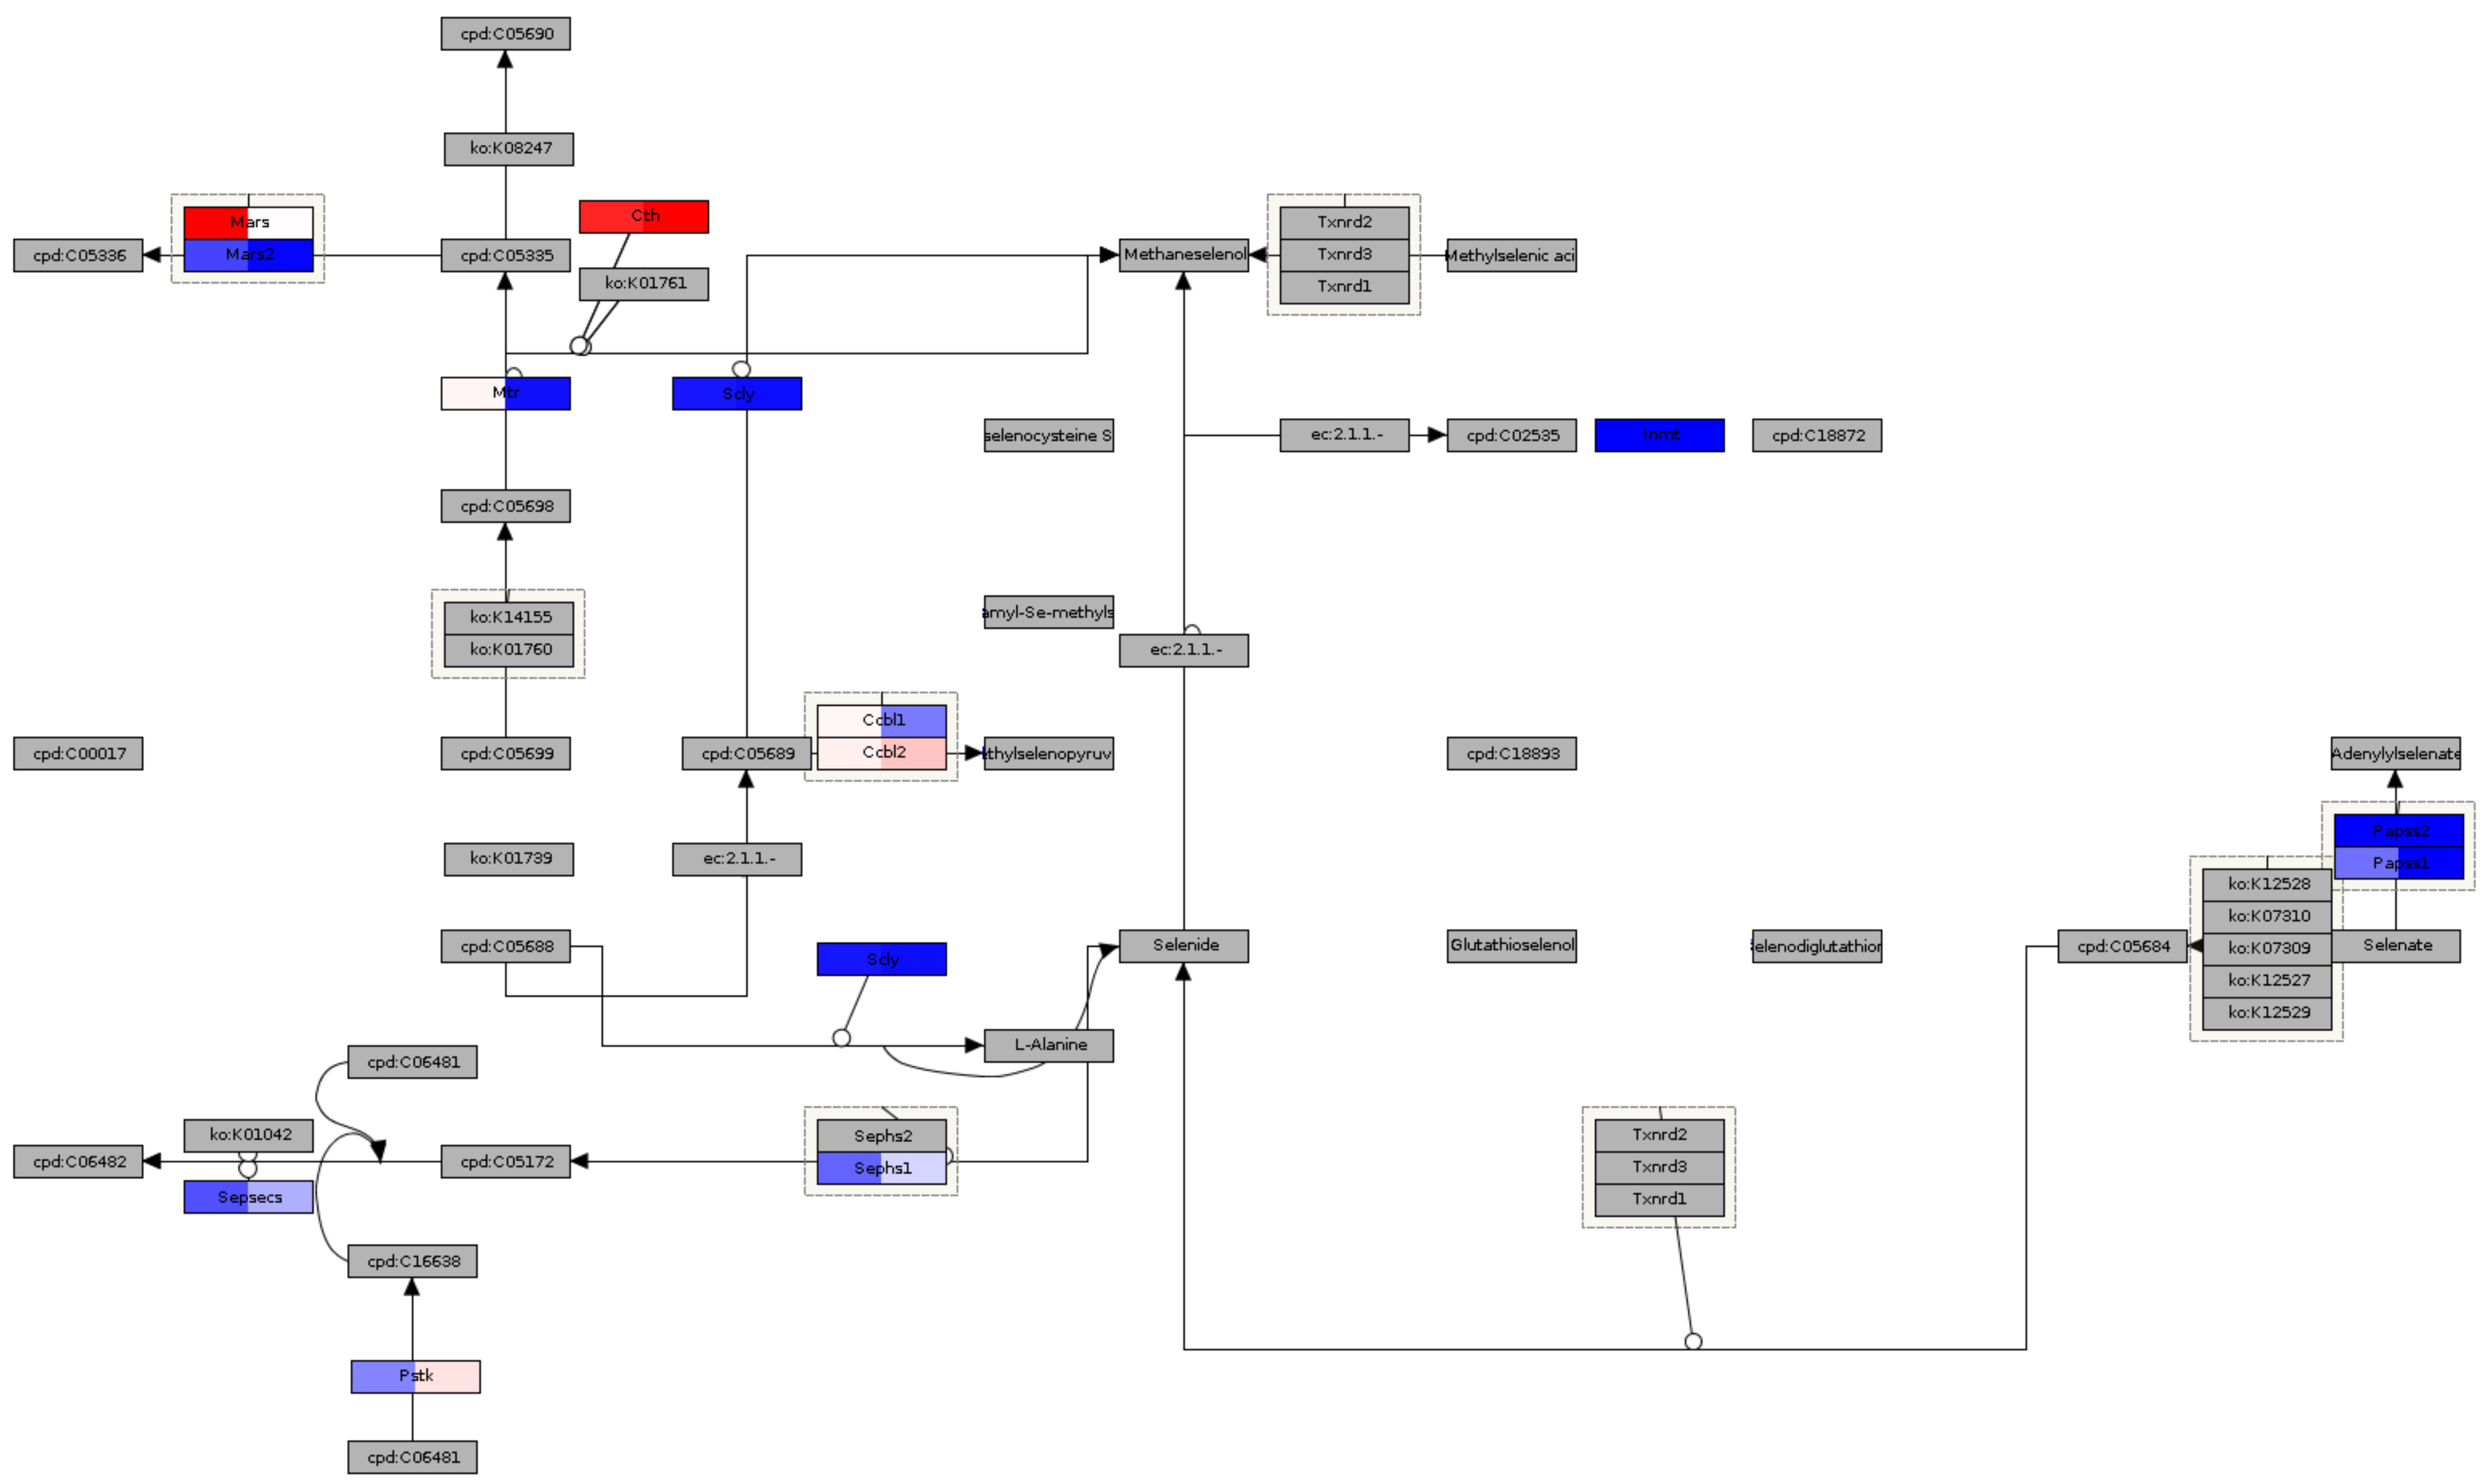 cpd:C05690
ko:K08247
Mars
Cth
Txnrd2
cpd:C05336
Mars2
cpd:C05335
Methaneselenol
Txnrd3
Methylselenic aci
ko:K01761
Txnrd1
Mtr
Scly
selenocysteine S
ec:2.1.1.-
cpd:C02535
Inmt
cpd:C18872
cpd:C05698
ko:K14155
amyl-Se-methyls
ko:K01760
ec:2.1.1.-
Ccbl1
cpd:C00017
cpd:C05699
cpd:C05689
Ccbl2
thylselenopyruv
cpd:C18893
Adenylylselenate
Papss2
ko:K01739
ec:2.1.1.-
Papss1
ko:K12528
ko:K07310
cpd:C05688
Scly
Selenide
Glutathioselenol
elenodiglutathior
cpd:C05684
ko:K07309
Selenate
ko:K12527
ko:K12529
L-Alanine
cpd:C06481
ko:K01042
Sephs2
Txnrd2
cpd:C06482
cpd:C05172
Sephs1
Txnrd3
Sepsecs
Txnrd1
cpd:C16638
Pstk
cpd:C06481